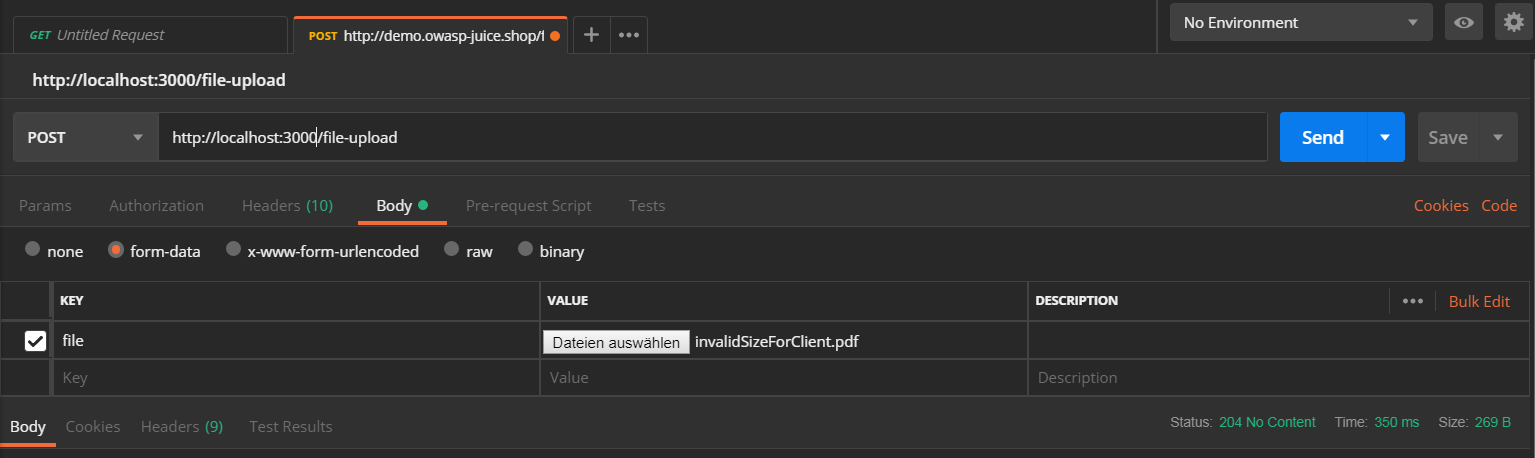 GET Untitled Request POST http://demo.owasp-juice.shop/f No Environment
http://localhost:3000/file-upload
POST http://localhost:3000/file-upload Send Save
Params Authorization Headers (10) Body Pre-request Script Tests Cookies Code
none form-data x-www-form-urlencoded raw binary
KEY VALUE DESCRIPTION Bulk Edit
file Dateien auswählen invalidSizeForClient.pdf
Key Value Description
Body Cookies Headers (9) Test Results Status: 204 No Content Time: 350 ms Size: 269 B